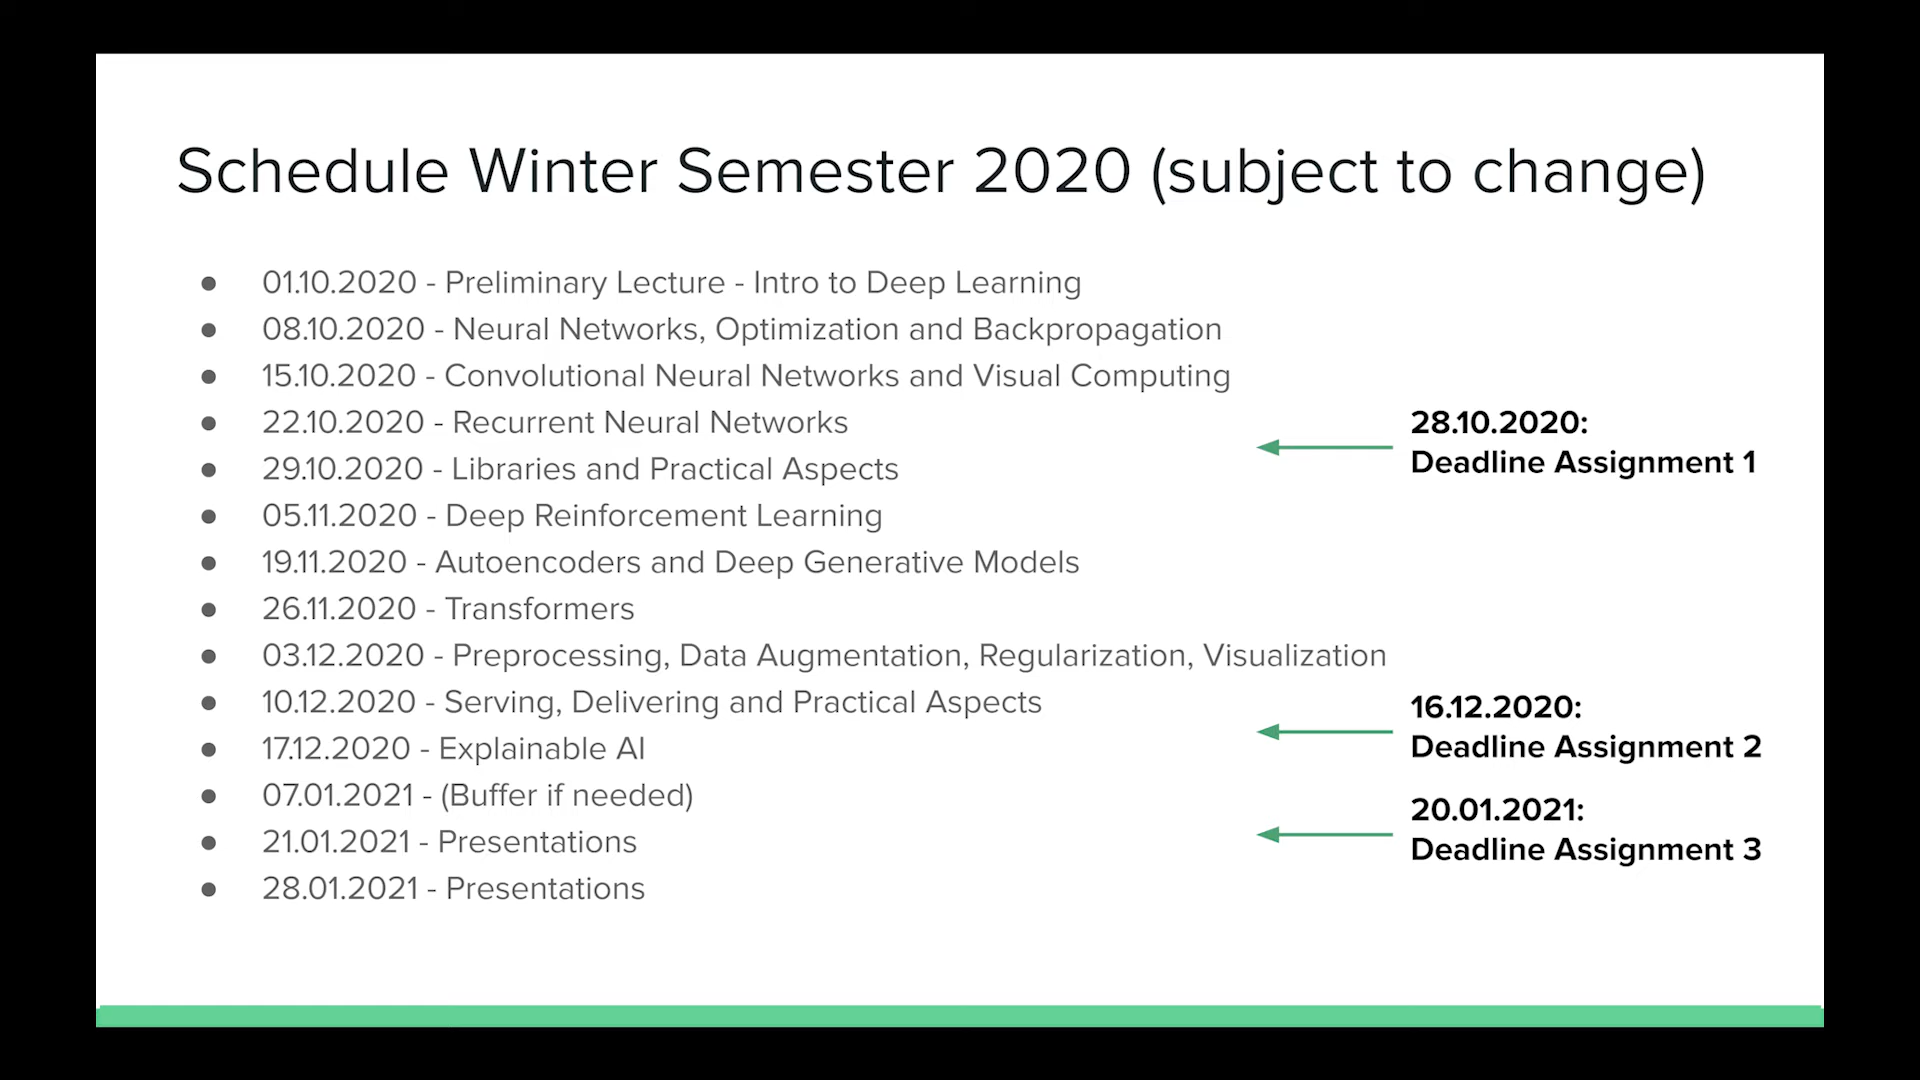 Schedule Winter Semester 2020 (subject to change)
● 01.10.2020 - Preliminary Lecture - Intro to Deep Learning
● 08.10.2020 - Neural Networks, Optimization and Backpropagation
● 15.10.2020 - Convolutional Neural Networks and Visual Computing
● 22.10.2020 - Recurrent Neural Networks
28.10.2020:
Deadline Assignment 1
● 29.10.2020 - Libraries and Practical Aspects
● 05.11.2020 - Deep Reinforcement Learning
● 19.11.2020 - Autoencoders and Deep Generative Models
● 26.11.2020 - Transformers
● 03.12.2020 - Preprocessing, Data Augmentation, Regularization, Visualization
● 10.12.2020 - Serving, Delivering and Practical Aspects
16.12.2020:
Deadline Assignment 2
● 17.12.2020 - Explainable AI
● 07.01.2021 - (Buffer if needed)
20.01.2021:
Deadline Assignment 3
● 21.01.2021 - Presentations
● 28.01.2021 - Presentations